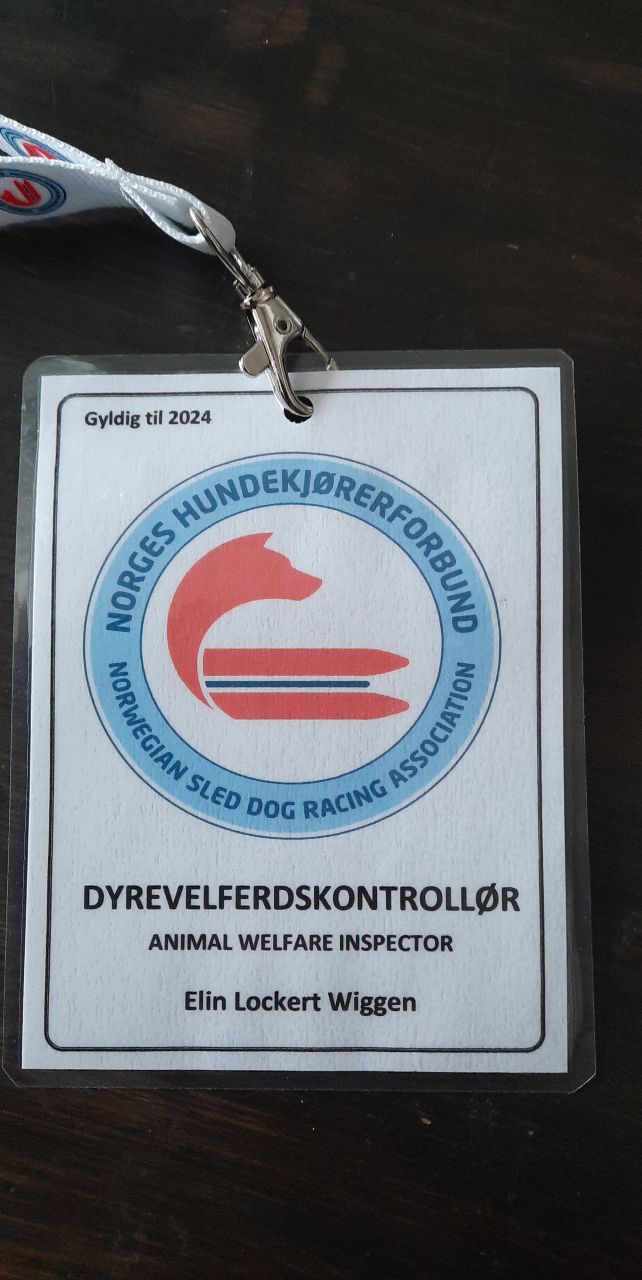 Gyldig til 2024
NORGES HUNDEKJØRERFORBUND
NORWEGIAN SLED DOG RACING ASSOCIATION
DYREVELFERDSKONTROLLØR
ANIMAL WELFARE INSPECTOR
Elin Lockert Wiggen